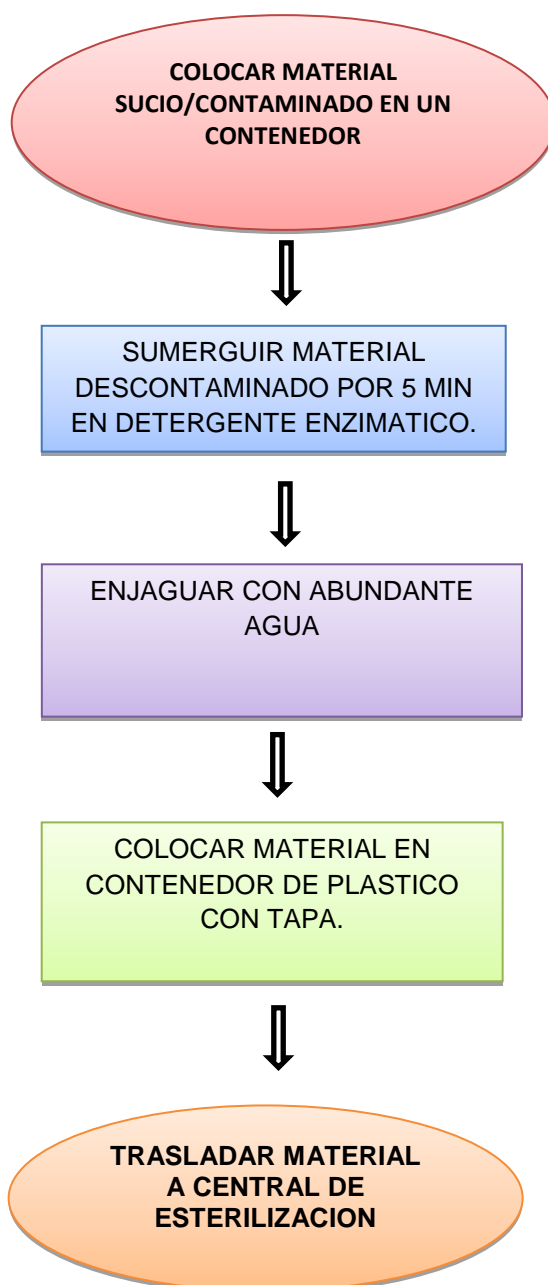 COLOCAR MATERIAL
SUCIO/CONTAMINADO EN UN
CONTENEDOR
SUMERGUIR MATERIAL
DESCONTAMINADO POR 5 MIN
EN DETERGENTE ENZIMATICO.
ENJAGUAR CON ABUNDANTE
AGUA
COLOCAR MATERIAL EN
CONTENEDOR DE PLASTICO
CON TAPA.
TRASLADAR MATERIAL
A CENTRAL DE
ESTERILIZACION